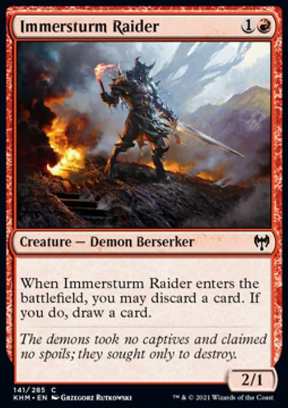 Immersturm Raider 1
Creature — Demon Berserker
When Immersturm Raider enters the
battlefield, you may discard a card. If
you do, draw a card.
The demons took no captives and claimed
no spoils; they sought only to destroy.
2/1
141/285 C
KHM • EN GRZEGORZ RUTKOWSKI ™ & © 2021 Wizards of the Coast